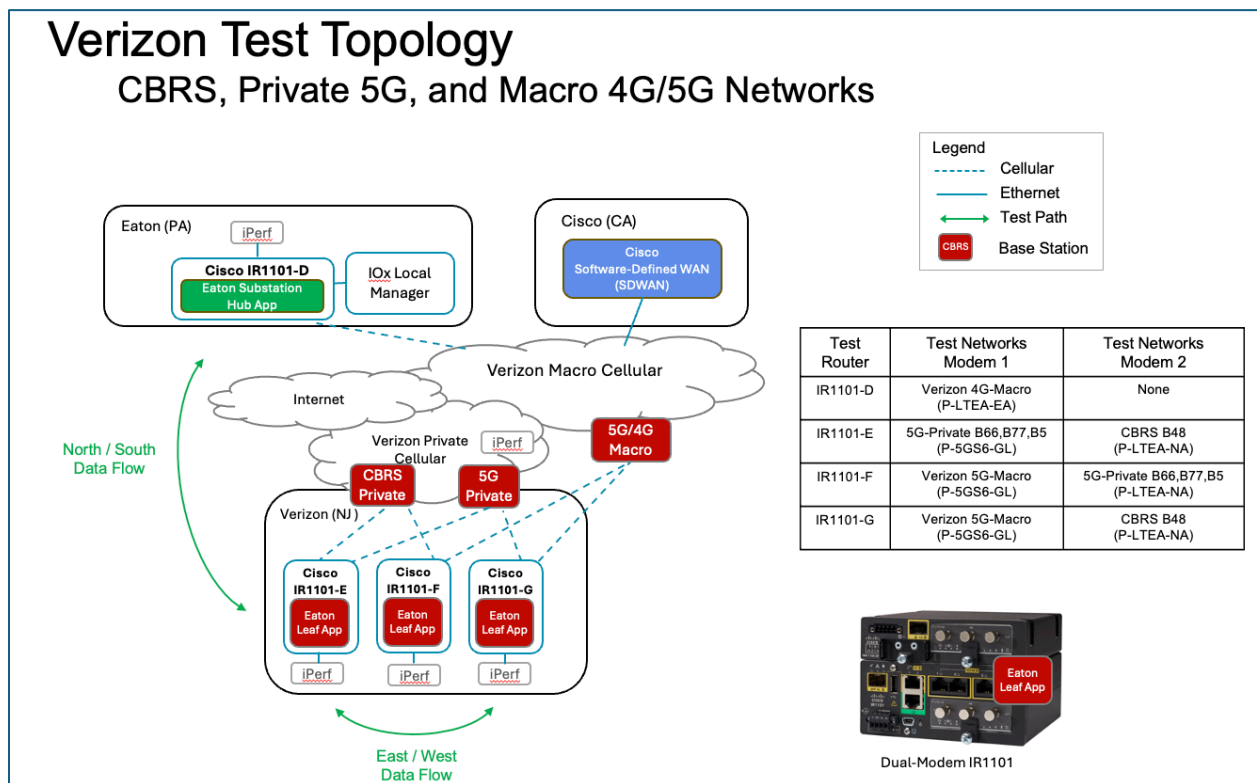 Verizon Test Topology
CBRS, Private 5G, and Macro 4G/5G Networks
Legend
Cellular
Ethernet
Test Path
CBRS
Base Station
Eaton (PA)
iPerf
Cisco IR1101-D
Eaton Substation
Hub App
IOx Local
Manager
Cisco (CA)
Cisco
Software-Defined WAN
(SDWAN)
Verizon Macro Cellular
Internet
Verizon Private
Cellular
iPerf
5G/4G
Macro
CBRS
Private
5G
Private
North / South
Data Flow
Verizon (NJ)
Cisco
IR1101-E
Eaton
Leaf App
iPerf
Cisco
IR1101-F
Eaton
Leaf App
iPerf
Cisco
IR1101-G
Eaton
Leaf App
iPerf
East / West
Data Flow
Test
Router
Test Networks
Modem 1
Test Networks
Modem 2
IR1101-D
Verizon 4G-Macro
(P-LTEA-EA)
None
IR1101-E
5G-Private B66,B77,B5
(P-5GS6-GL)
CBRS B48
(P-LTEA-NA)
IR1101-F
Verizon 5G-Macro
(P-5GS6-GL)
5G-Private B66,B77,B5
(P-LTEA-NA)
IR1101-G
Verizon 5G-Macro
(P-5GS6-GL)
CBRS B48
(P-LTEA-NA)
Eaton
Leaf App
Dual-Modem IR1101